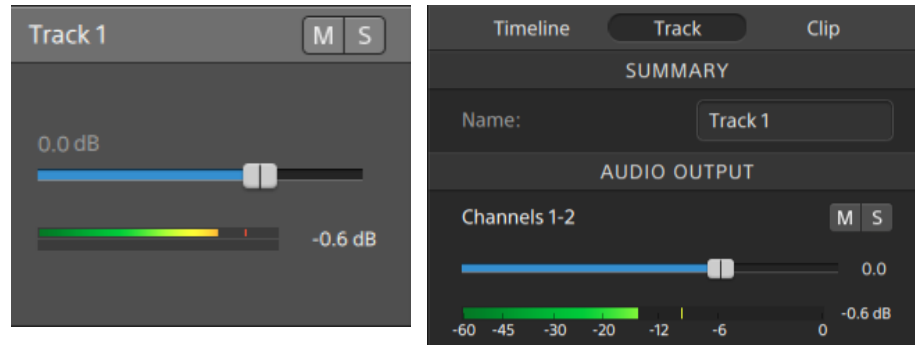 Track 1 M S
0.0 dB
-0.6 dB
Timeline Track Clip
SUMMARY
Name: Track 1
AUDIO OUTPUT
Channels 1-2 M S
0.0
-0.6 dB
-60 -45 -30 -20 -12 -6 0